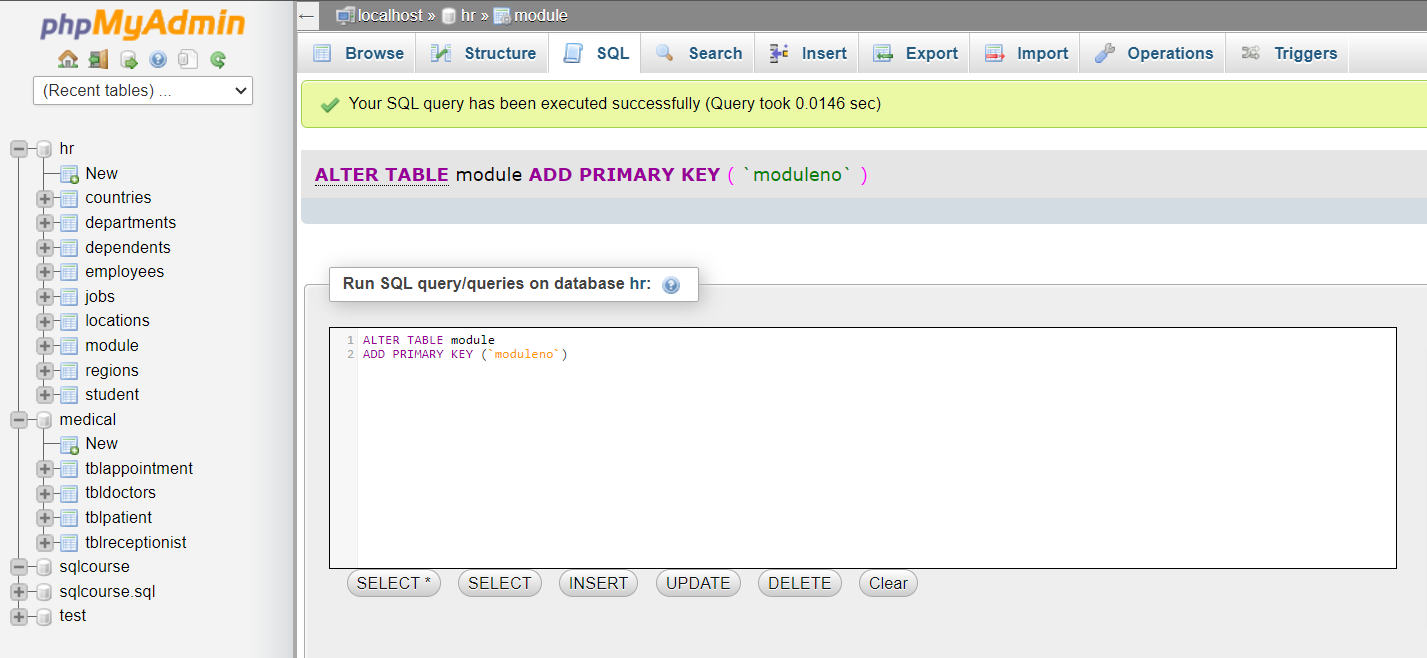 phpMyAdmin
(Recent tables) ...
hr
New
countries
departments
dependents
employees
jobs
locations
module
regions
student
medical
New
tblappointment
tbldoctors
tblpatient
tblreceptionist
sqlcourse
sqlcourse.sql
test
← localhost » hr » module
Browse Structure SQL Search Insert Export Import Operations Triggers
Your SQL query has been executed successfully (Query took 0.0146 sec)
ALTER TABLE module ADD PRIMARY KEY ( `moduleno` )
Run SQL query/queries on database hr:
1 ALTER TABLE module
2 ADD PRIMARY KEY (`moduleno`)
SELECT * SELECT INSERT UPDATE DELETE Clear